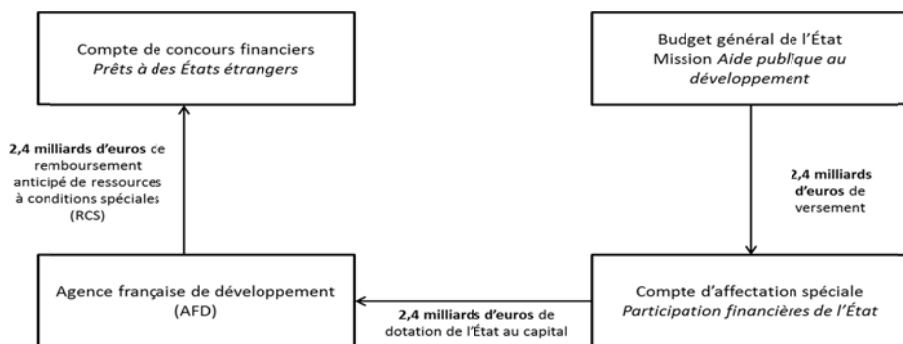 Compte de concours financiers
Prêts à des États étrangers
Budget général de l'État
Mission Aide publique au
développement
2,4 milliards d'euros de
remboursement
anticipé de ressources
à conditions spéciales
(RCS)
2,4 milliards
d'euros de
versement
Agence française de développement
(AFD)
2,4 milliards d'euros de
dotation de l'État au capital
Compte d'affectation spéciale
Participation financières de l'État